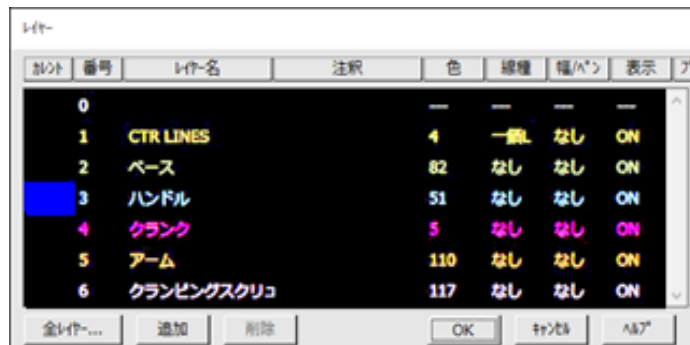 ﾚｲﾔｰ
ｶﾚﾝﾄ 番号 ﾚｲﾔｰ名 注釈 色 線種 幅/ﾍﾟﾝ 表示
0 --- --- --- ---
1 CTR LINES 4 一鎖L なし ON
2 ベース 82 なし なし ON
3 ハンドル 51 なし なし ON
4 クランク 5 なし なし ON
5 アーム 110 なし なし ON
6 クランピングスクリュ 117 なし なし ON
全ﾚｲﾔｰ... 追加 削除 OK ｷｬﾝｾﾙ ﾍﾙﾌﾟ